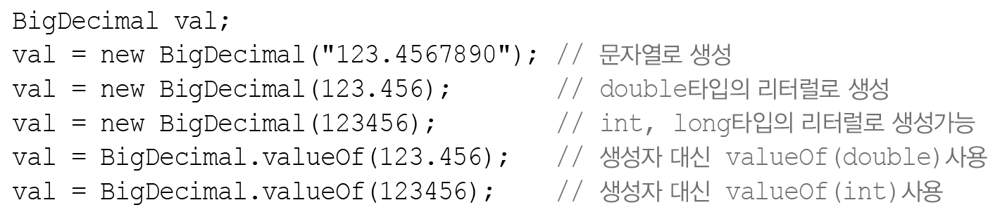 BigDecimal val;
val = new BigDecimal("123.4567890"); // 문자열로 생성
val = new BigDecimal(123.456); // double타입의 리터럴로 생성
val = new BigDecimal(123456); // int, long타입의 리터럴로 생성가능
val = BigDecimal.valueOf(123.456); // 생성자 대신 valueOf(double)사용
val = BigDecimal.valueOf(123456); // 생성자 대신 valueOf(int)사용